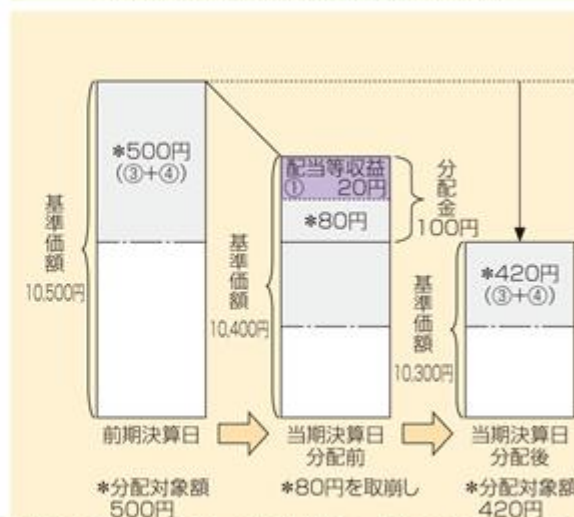 *500円
(③+④)
基準価額
10,500円
配当等収益
① 20円
*80円
分配金
100円
基準価額
10,400円
*420円
(③+④)
基準価額
10,300円
前期決算日
当期決算日
分配前
当期決算日
分配後
*分配対象額
500円
*80円を取崩し
*分配対象額
420円